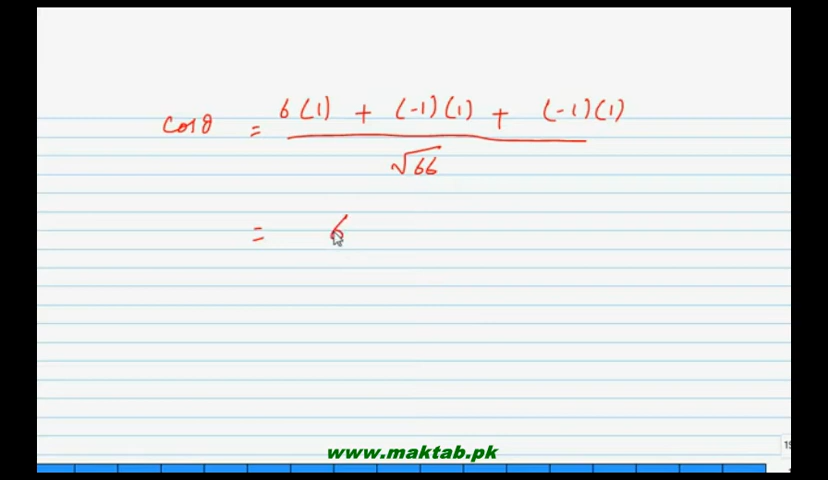 cosθ = 6(1) + (-1)(1) + (-1)(1)
√66
= 6
www.maktab.pk